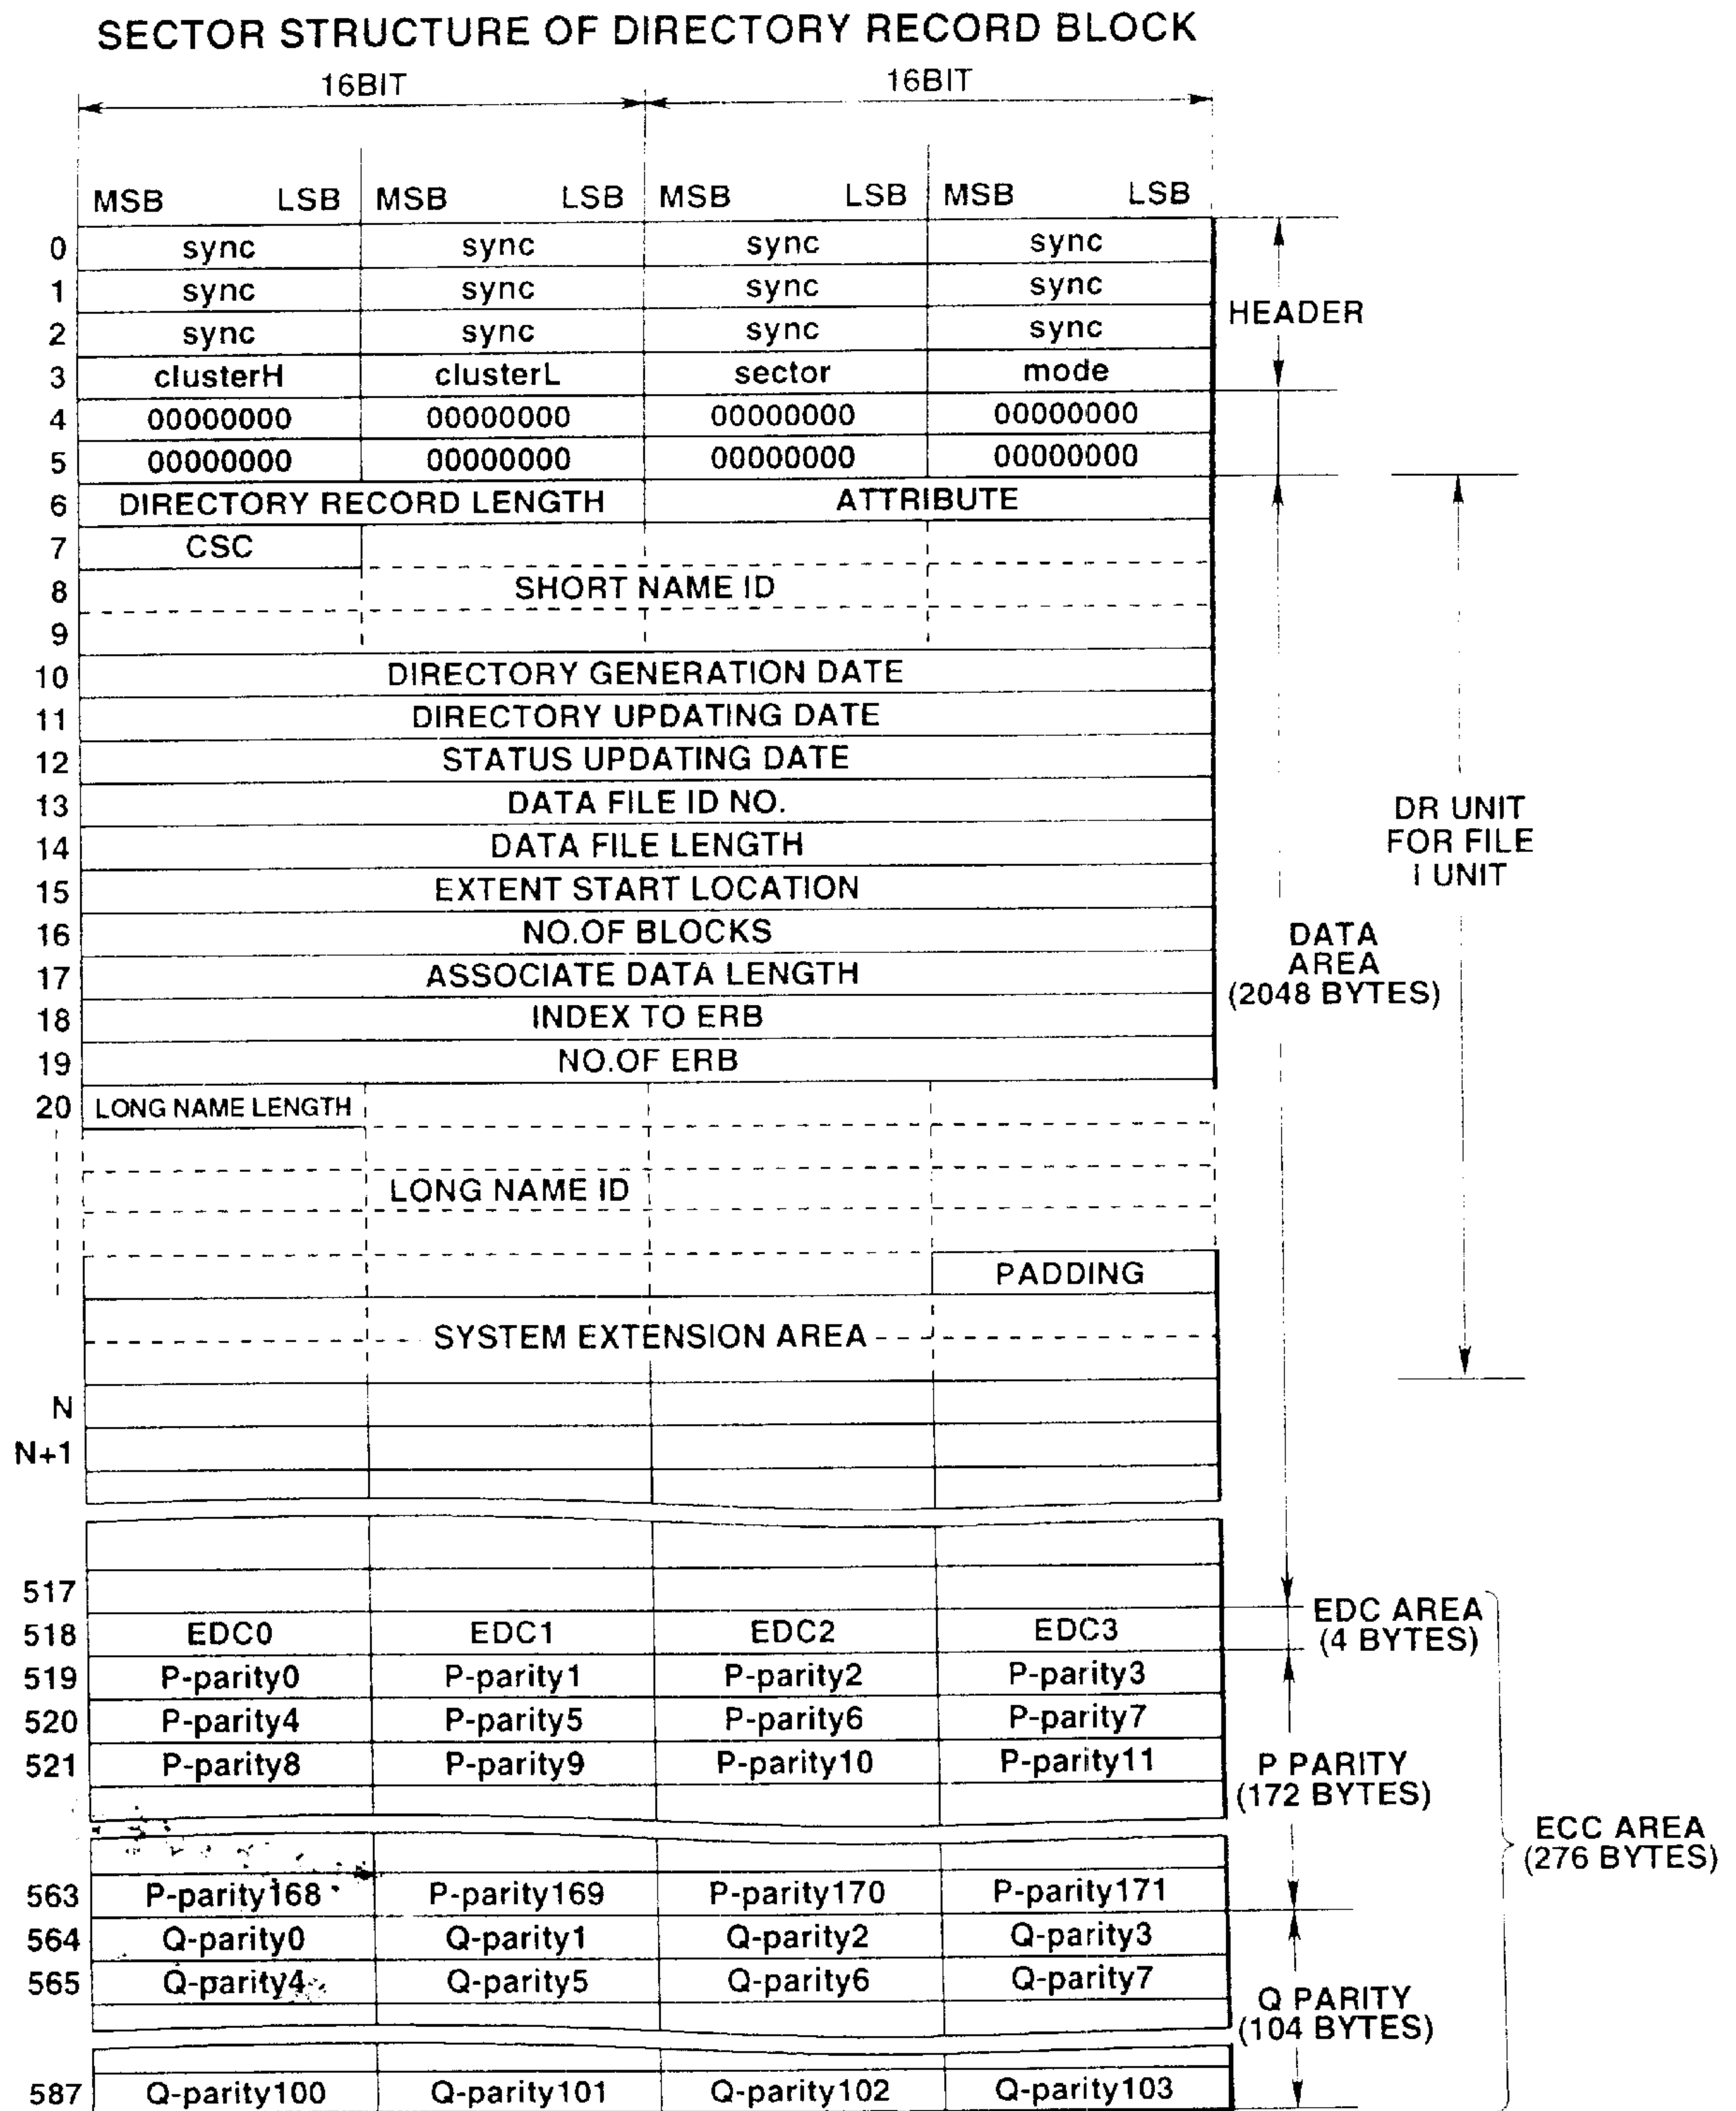 SECTOR STRUCTURE OF DIRECTORY RECORD BLOCK
16BIT 16BIT
MSB LSB MSB LSB MSB LSB MSB LSB
0 sync sync sync sync
1 sync sync sync sync
2 sync sync sync sync
HEADER
3 clusterH clusterL sector mode
4 00000000 00000000 00000000 00000000
5 00000000 00000000 00000000 00000000
6 DIRECTORY RECORD LENGTH ATTRIBUTE
7 CSC
8 SHORT NAME ID
9
10 DIRECTORY GENERATION DATE
11 DIRECTORY UPDATING DATE
12 STATUS UPDATING DATE
13 DATA FILE ID NO.
14 DATA FILE LENGTH
15 EXTENT START LOCATION
16 NO.OF BLOCKS
17 ASSOCIATE DATA LENGTH
18 INDEX TO ERB
19 NO.OF ERB
20 LONG NAME LENGTH
LONG NAME ID
PADDING
SYSTEM EXTENSION AREA
N
N+1
DR UNIT
FOR FILE
I UNIT
DATA
AREA
(2048 BYTES)
517
518 EDC0 EDC1 EDC2 EDC3
EDC AREA
(4 BYTES)
519 P-parity0 P-parity1 P-parity2 P-parity3
520 P-parity4 P-parity5 P-parity6 P-parity7
521 P-parity8 P-parity9 P-parity10 P-parity11
P PARITY
(172 BYTES)
ECC AREA
(276 BYTES)
563 P-parity168 P-parity169 P-parity170 P-parity171
564 Q-parity0 Q-parity1 Q-parity2 Q-parity3
565 Q-parity4 Q-parity5 Q-parity6 Q-parity7
Q PARITY
(104 BYTES)
587 Q-parity100 Q-parity101 Q-parity102 Q-parity103